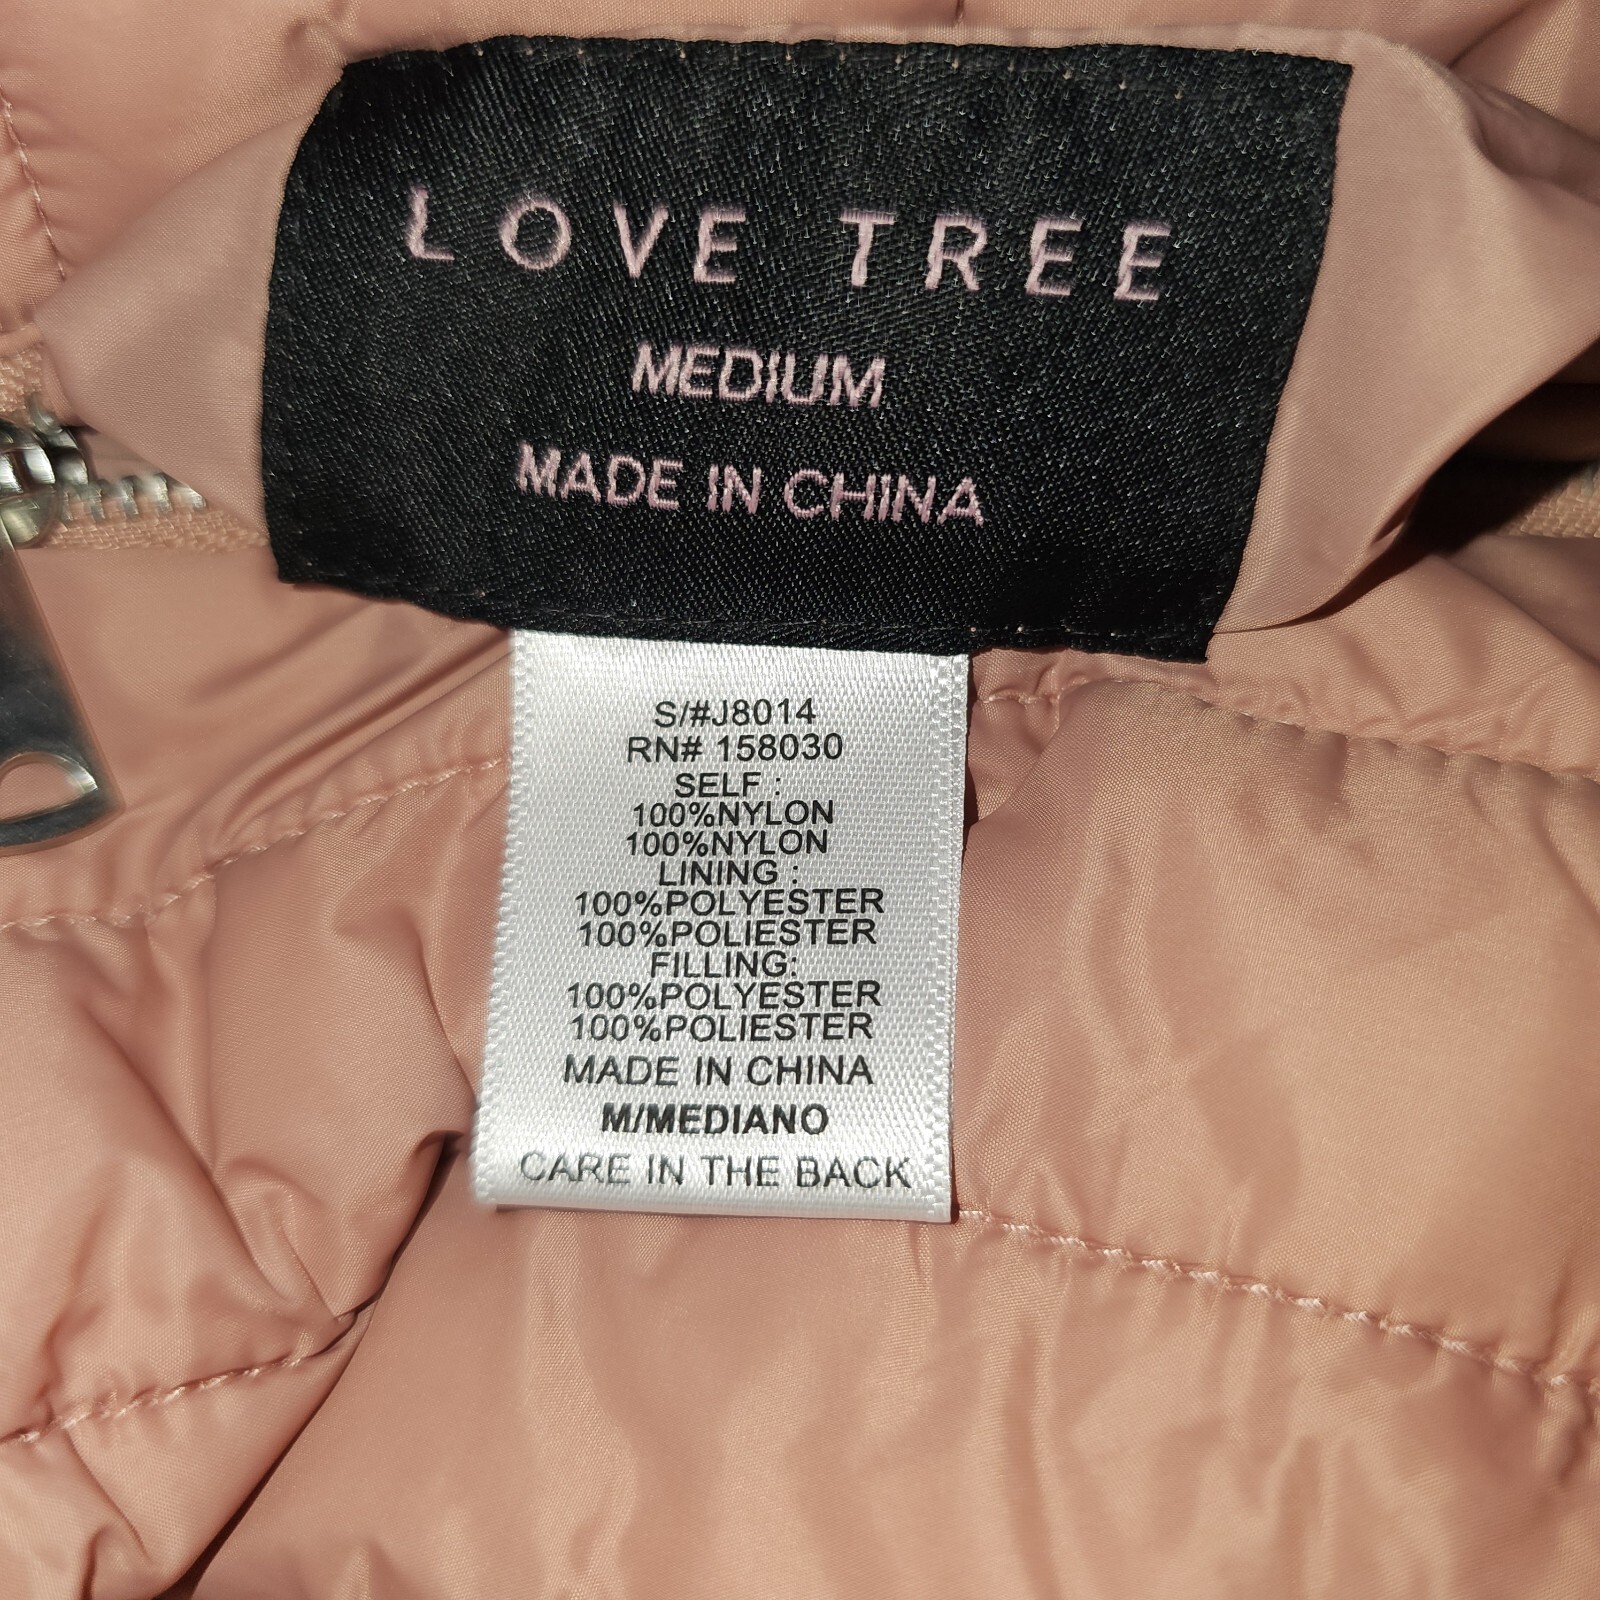 LOVE TREE
MEDIUM
MADE IN CHINA
S/#J8014
RN# 158030
SELF :
100%NYLON
100%NYLON
LINING :
100%POLYESTER
100%POLIESTER
FILLING:
100%POLYESTER
100%POLIESTER
MADE IN CHINA
M/MEDIANO
CARE IN THE BACK